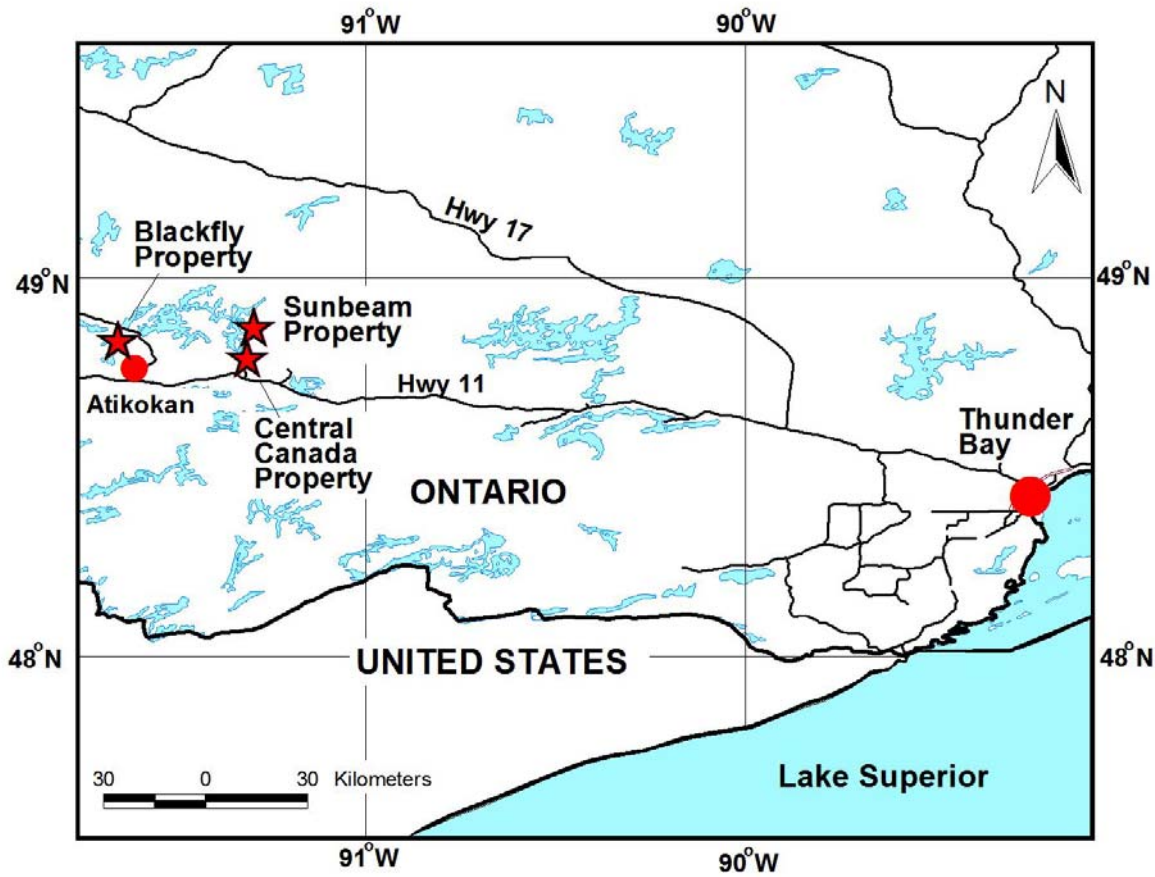 91°W
90°W
N
Hwy 17
Blackfly
Property
49°N
49°N
Sunbeam
Property
Hwy 11
Atikokan
Thunder
Bay
Central
Canada
Property
ONTARIO
48°N
UNITED STATES
48°N
30 0 30 Kilometers
Lake Superior
91°W
90°W